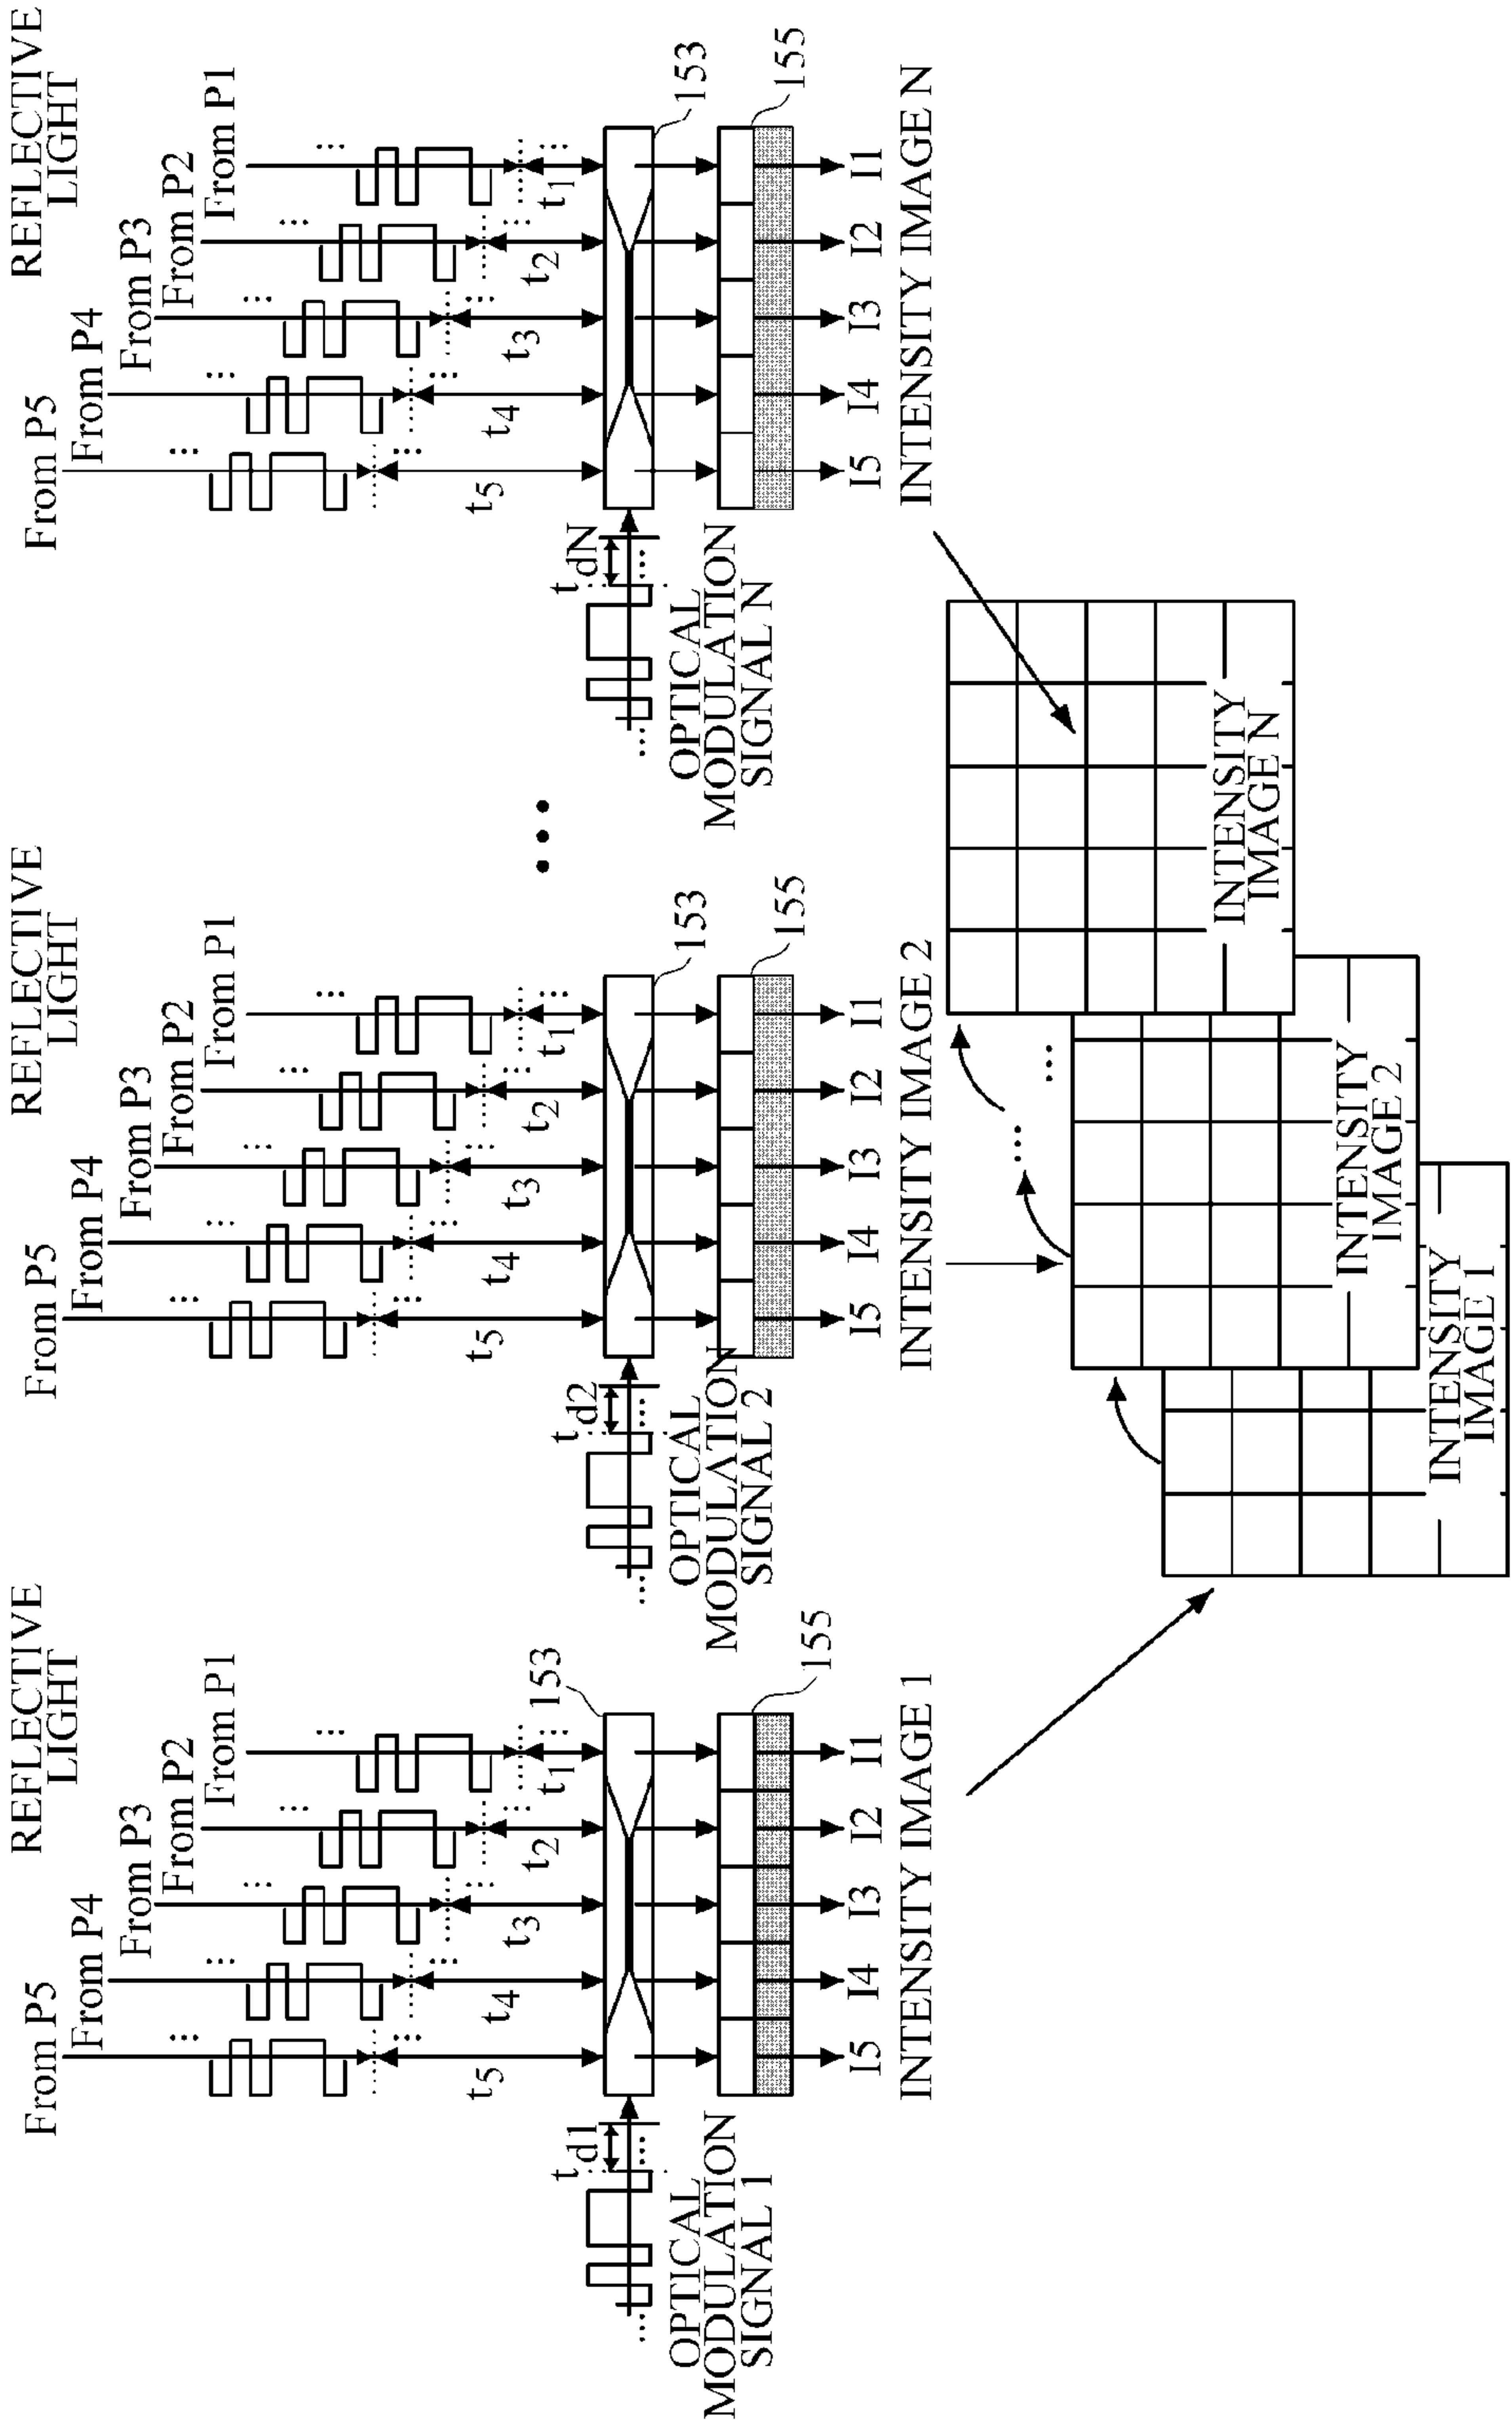 REFLECTIVE
LIGHT
From P5
From P4
From P3
From P2
From P1
...
...
...
...
...
t5
t4
t3
t2
t1
...
...
...
...
...
153
td1
...
...
OPTICAL
MODULATION
SIGNAL 1
155
I5
I4
I3
I2
I1
INTENSITY IMAGE 1
REFLECTIVE
LIGHT
From P5
From P4
From P3
From P2
From P1
...
...
...
...
...
t5
t4
t3
t2
t1
...
...
...
...
...
153
td2
...
...
OPTICAL
MODULATION
SIGNAL 2
155
I5
I4
I3
I2
I1
INTENSITY IMAGE 2
...
REFLECTIVE
LIGHT
From P5
From P4
From P3
From P2
From P1
...
...
...
...
...
t5
t4
t3
t2
t1
...
...
...
...
...
153
tdN
...
...
OPTICAL
MODULATION
SIGNAL N
155
I5
I4
I3
I2
I1
INTENSITY IMAGE N
...
...
INTENSITY
IMAGE N
INTENSITY
IMAGE 2
INTENSITY
IMAGE 1